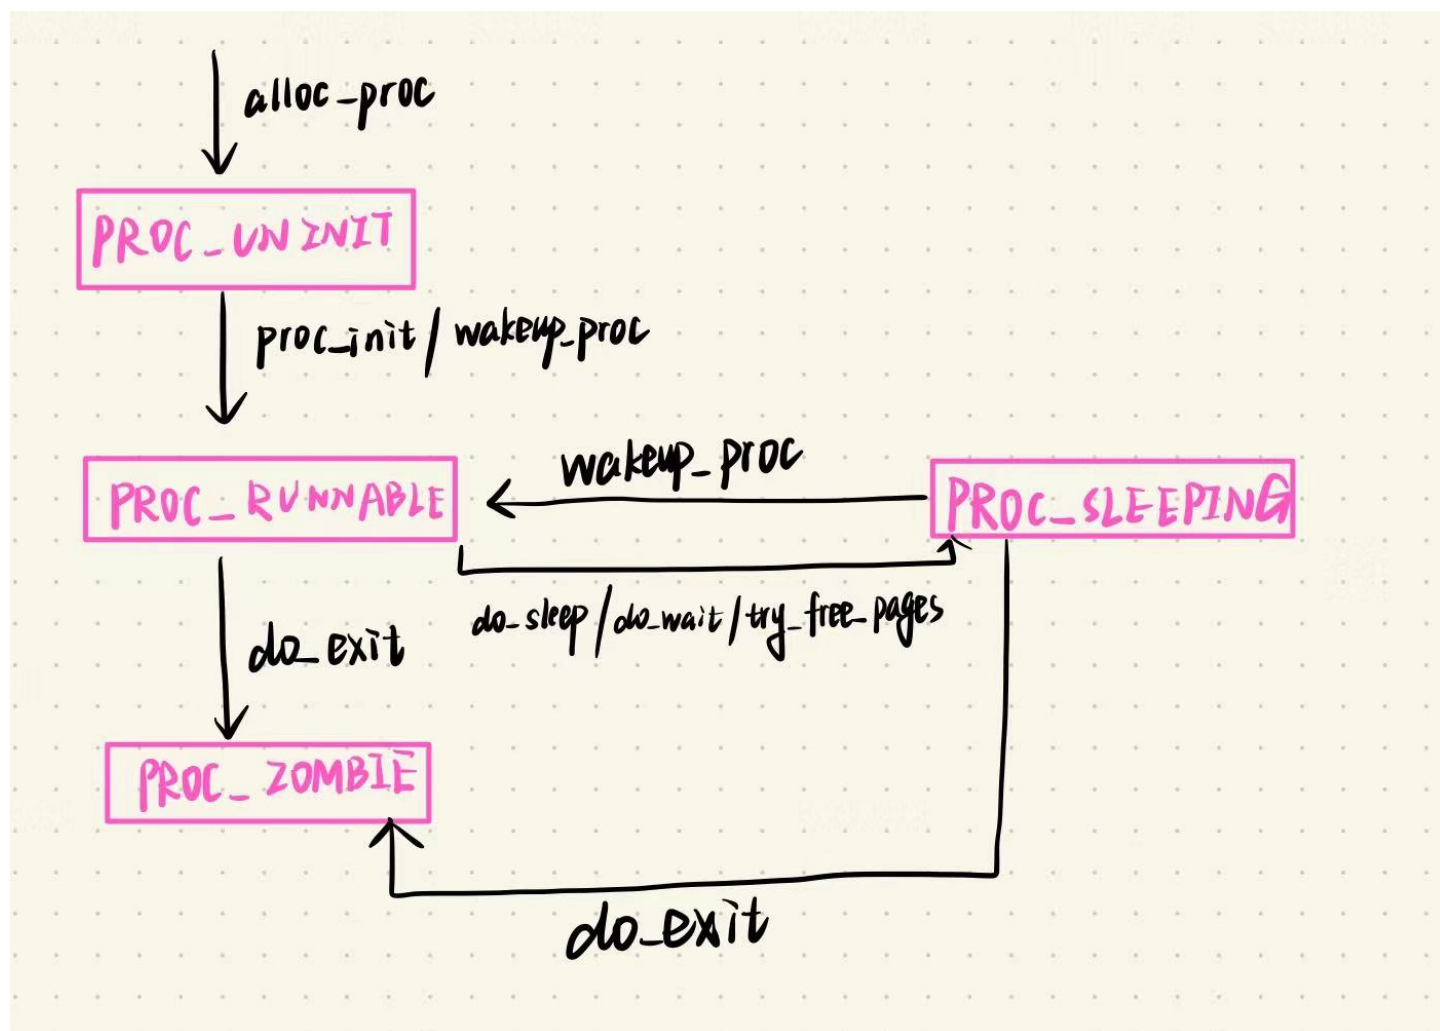 alloc_proc
PROC_UNINIT
proc_init / wakeup_proc
wakeup_proc
PROC_RUNNABLE
PROC_SLEEPING
do_sleep / do_wait / try_free_pages
do_exit
PROC_ZOMBIE
do_exit